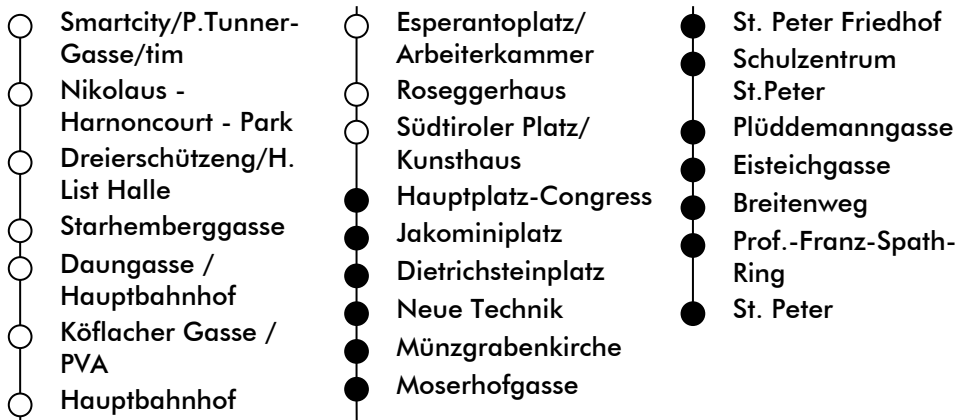 Smartcity/P.Tunner-
Gasse/tim
Nikolaus -
Harnoncourt - Park
Dreierschützeng/H.
List Halle
Starhemberggasse
Daungasse /
Hauptbahnhof
Köflacher Gasse /
PVA
Hauptbahnhof
Esperantoplatz/
Arbeiterkammer
Roseggerhaus
Südtiroler Platz/
Kunsthaus
Hauptplatz-Congress
Jakominiplatz
Dietrichsteinplatz
Neue Technik
Münzgrabenkirche
Moserhofgasse
St. Peter Friedhof
Schulzentrum
St.Peter
Plüddemanngasse
Eisteichgasse
Breitenweg
Prof.-Franz-Spath-
Ring
St. Peter